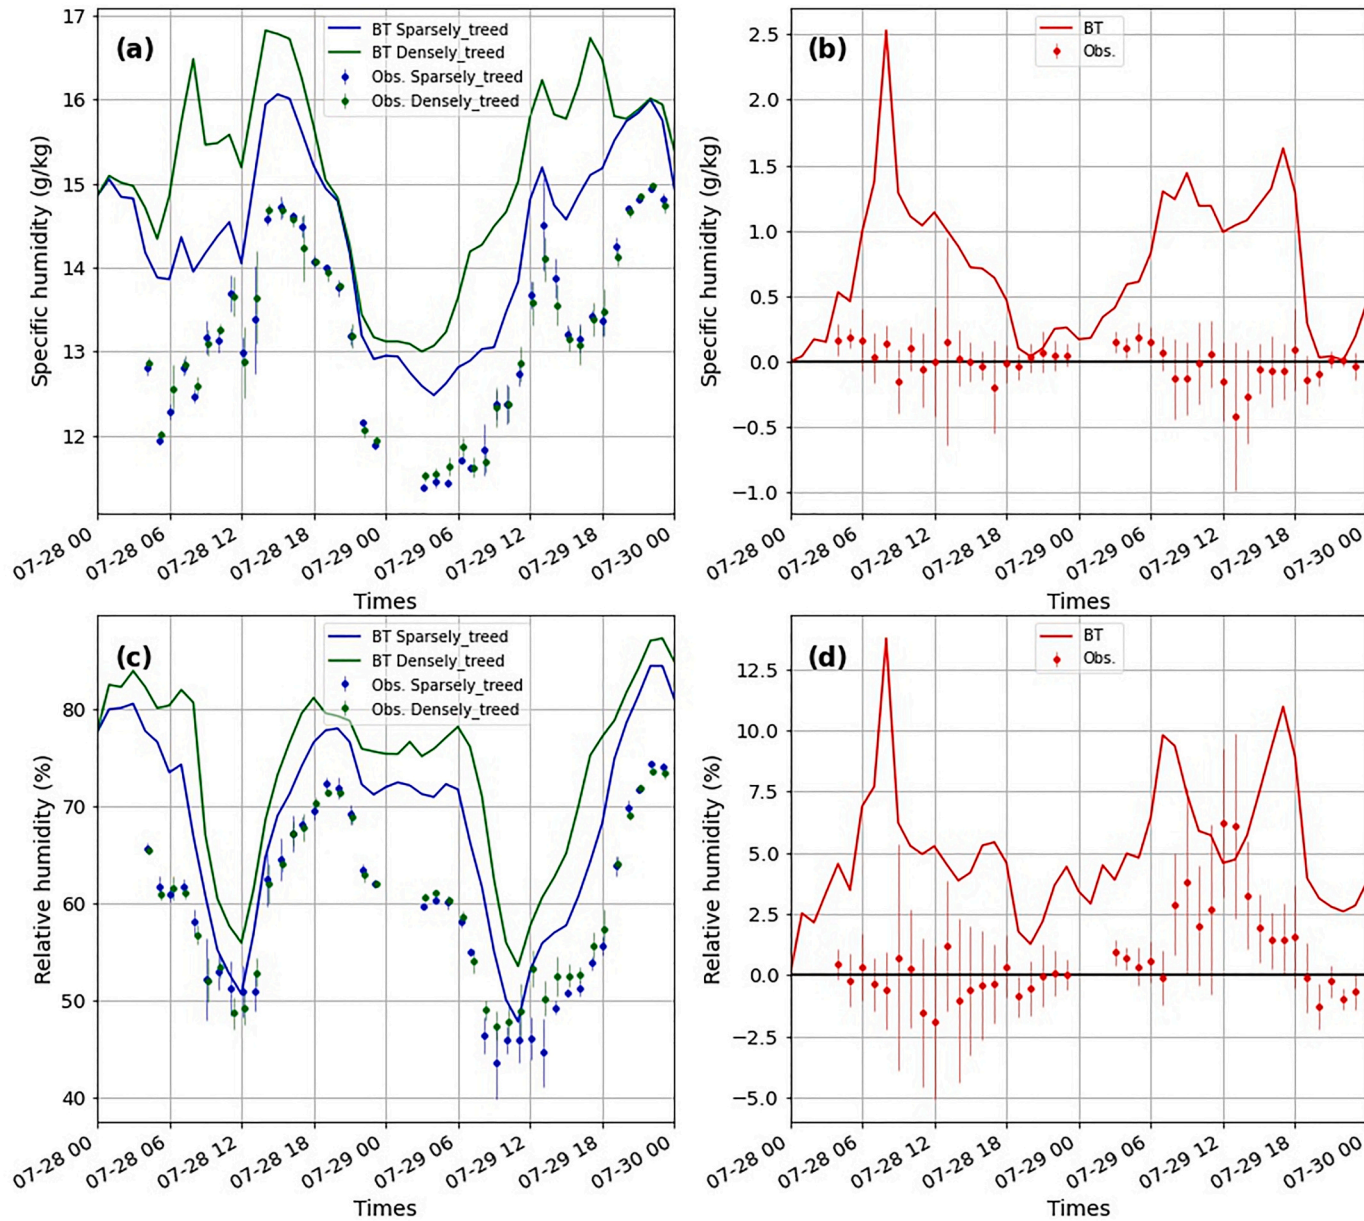 (a)
BT Sparsely_treed
BT Densely_treed
Obs. Sparsely_treed
Obs. Densely_treed
Specific humidity (g/kg)
17
16
15
14
13
12
07-28 00
07-28 06
07-28 12
07-28 18
07-29 00
07-29 06
07-29 12
07-29 18
07-30 00
Times
(b)
BT
Obs.
Specific humidity (g/kg)
2.5
2.0
1.5
1.0
0.5
0.0
−0.5
−1.0
07-28 00
07-28 06
07-28 12
07-28 18
07-29 00
07-29 06
07-29 12
07-29 18
07-30 00
Times
(c)
BT Sparsely_treed
BT Densely_treed
Obs. Sparsely_treed
Obs. Densely_treed
Relative humidity (%)
80
70
60
50
40
07-28 00
07-28 06
07-28 12
07-28 18
07-29 00
07-29 06
07-29 12
07-29 18
07-30 00
Times
(d)
BT
Obs.
Relative humidity (%)
12.5
10.0
7.5
5.0
2.5
0.0
−2.5
−5.0
07-28 00
07-28 06
07-28 12
07-28 18
07-29 00
07-29 06
07-29 12
07-29 18
07-30 00
Times